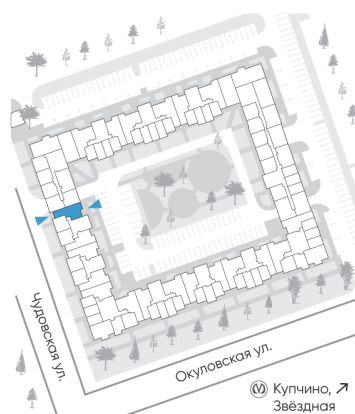 Чудовская ул.
Окуловская ул.
М Купчино, ↗
Звёздная